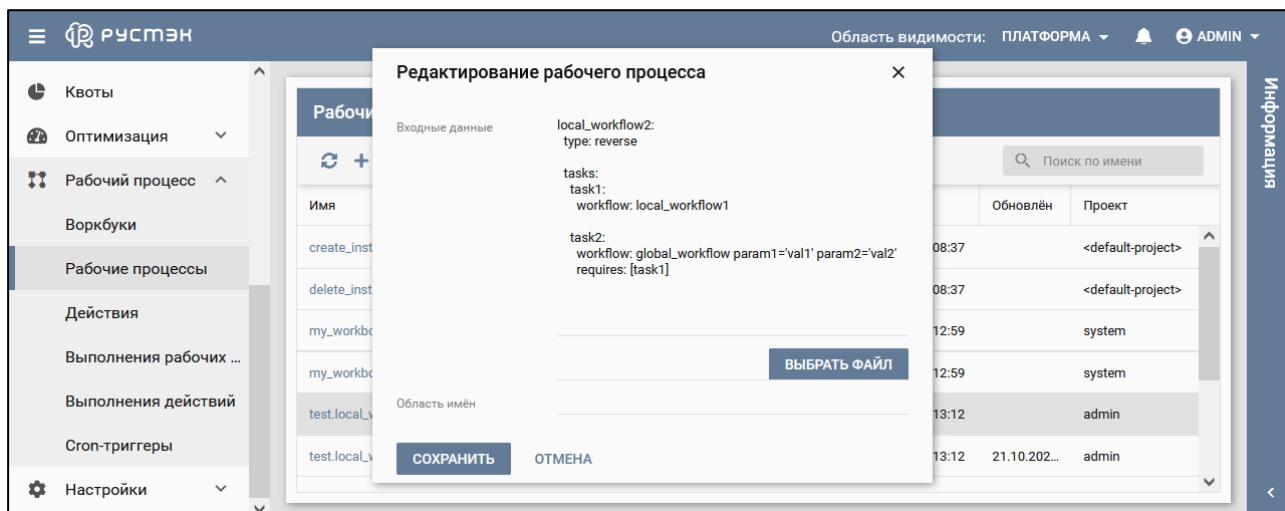 РУСТЭК
Область видимости: ПЛАТФОРМА
ADMIN
Квоты
Оптимизация
Рабочий процесс
Воркбуки
Рабочие процессы
Действия
Выполнения рабочих ...
Выполнения действий
Cron-триггеры
Настройки
Редактирование рабочего процесса
Входные данные
local_workflow2:
type: reverse
tasks:
task1:
workflow: local_workflow1
task2:
workflow: global_workflow param1='val1' param2='val2'
requires: [task1]
ВЫБРАТЬ ФАЙЛ
Область имён
СОХРАНИТЬ
ОТМЕНА
Рабочи
Поиск по имени
Имя
Обновлён
Проект
create_inst
08:37
<default-project>
delete_inst
08:37
<default-project>
my_workbo
12:59
system
my_workbo
12:59
system
test.local_w
13:12
admin
test.local_w
13:12
21.10.202...
admin
Информация